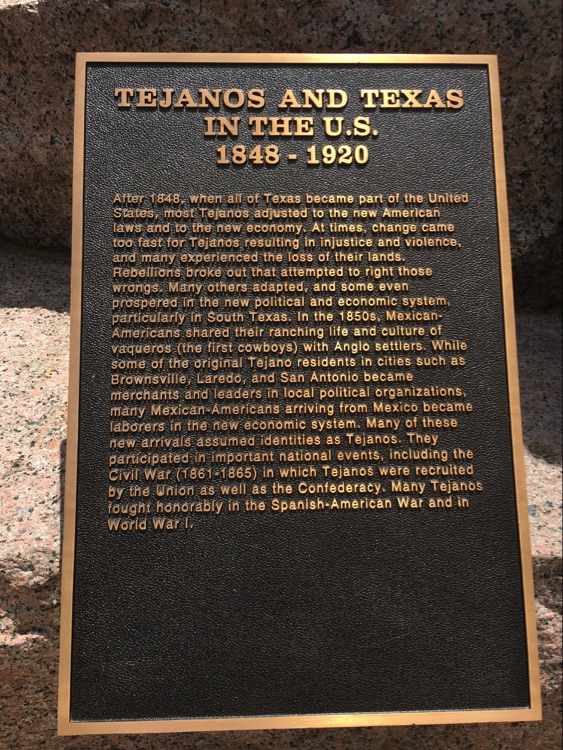 TEJANOS AND TEXAS
IN THE U.S.
1848 - 1920
After 1848, when all of Texas became part of the United
States, most Tejanos adjusted to the new American
laws and to the new economy. At times, change came
too fast for Tejanos resulting in injustice and violence,
and many experienced the loss of their lands.
Rebellions broke out that attempted to right those
wrongs. Many others adapted, and some even
prospered in the new political and economic system,
particularly in South Texas. In the 1850s, Mexican-
Americans shared their ranching life and culture of
vaqueros (the first cowboys) with Anglo settlers. While
some of the original Tejano residents in cities such as
Brownsville, Laredo, and San Antonio became
merchants and leaders in local political organizations,
many Mexican-Americans arriving from Mexico became
laborers in the new economic system. Many of these
new arrivals assumed identities as Tejanos. They
participated in important national events, including the
Civil War (1861-1865) in which Tejanos were recruited
by the Union as well as the Confederacy. Many Tejanos
fought honorably in the Spanish-American War and in
World War I.